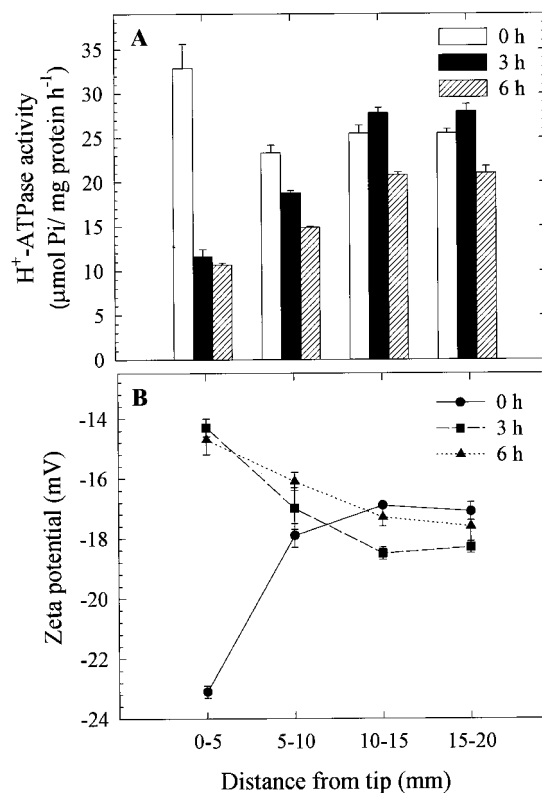 A
0 h
3 h
6 h
35
30
25
20
15
10
5
0
H⁺-ATPase activity
(µmol Pi/ mg protein h⁻¹)
B
0 h
3 h
6 h
-14
-16
-18
-20
-22
-24
Zeta potential (mV)
0-5
5-10
10-15
15-20
Distance from tip (mm)